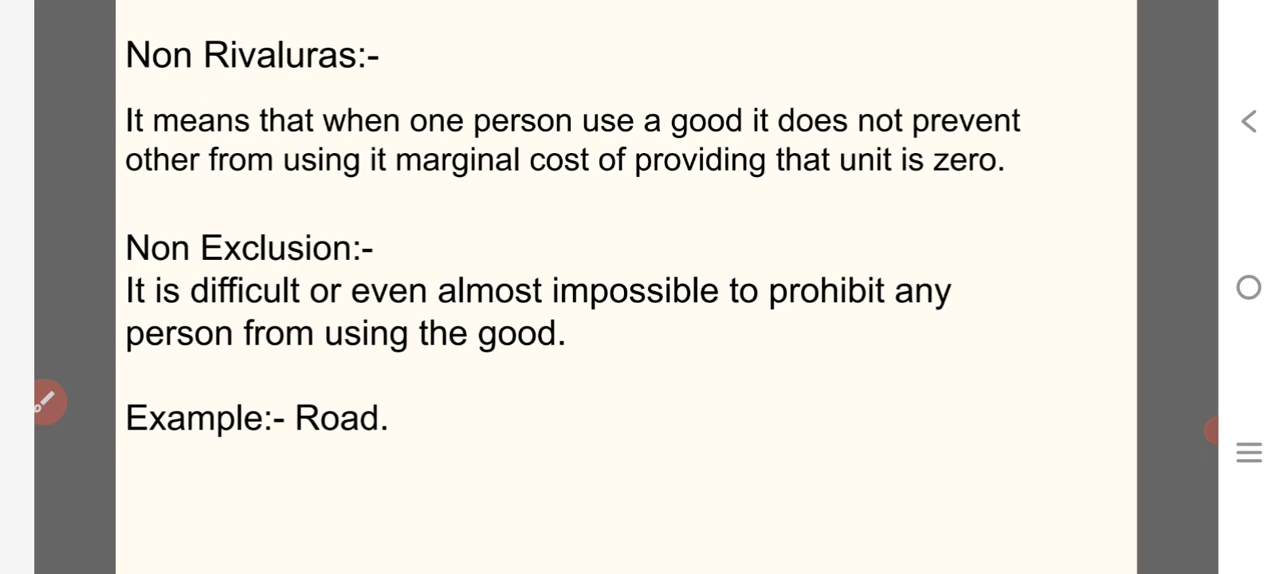 Non Rivaluras:-
It means that when one person use a good it does not prevent
other from using it marginal cost of providing that unit is zero.
Non Exclusion:-
It is difficult or even almost impossible to prohibit any
person from using the good.
Example:- Road.